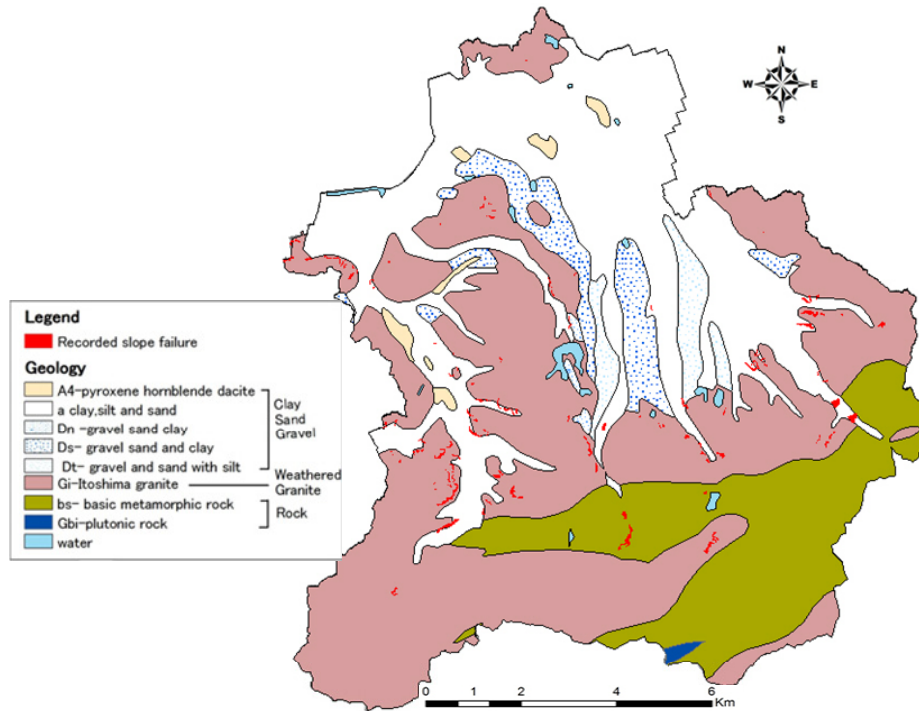 N
W E
S
Legend
Recorded slope failure
Geology
A4-pyroxene hornblende dacite
a clay,silt and sand
Dn -gravel sand clay
Ds- gravel sand and clay
Dt- gravel and sand with silt
Clay
Sand
Gravel
Gi-Itoshima granite
Weathered
Granite
bs- basic metamorphic rock
Gbi-plutonic rock
Rock
water
0 1 2 4 6
Km